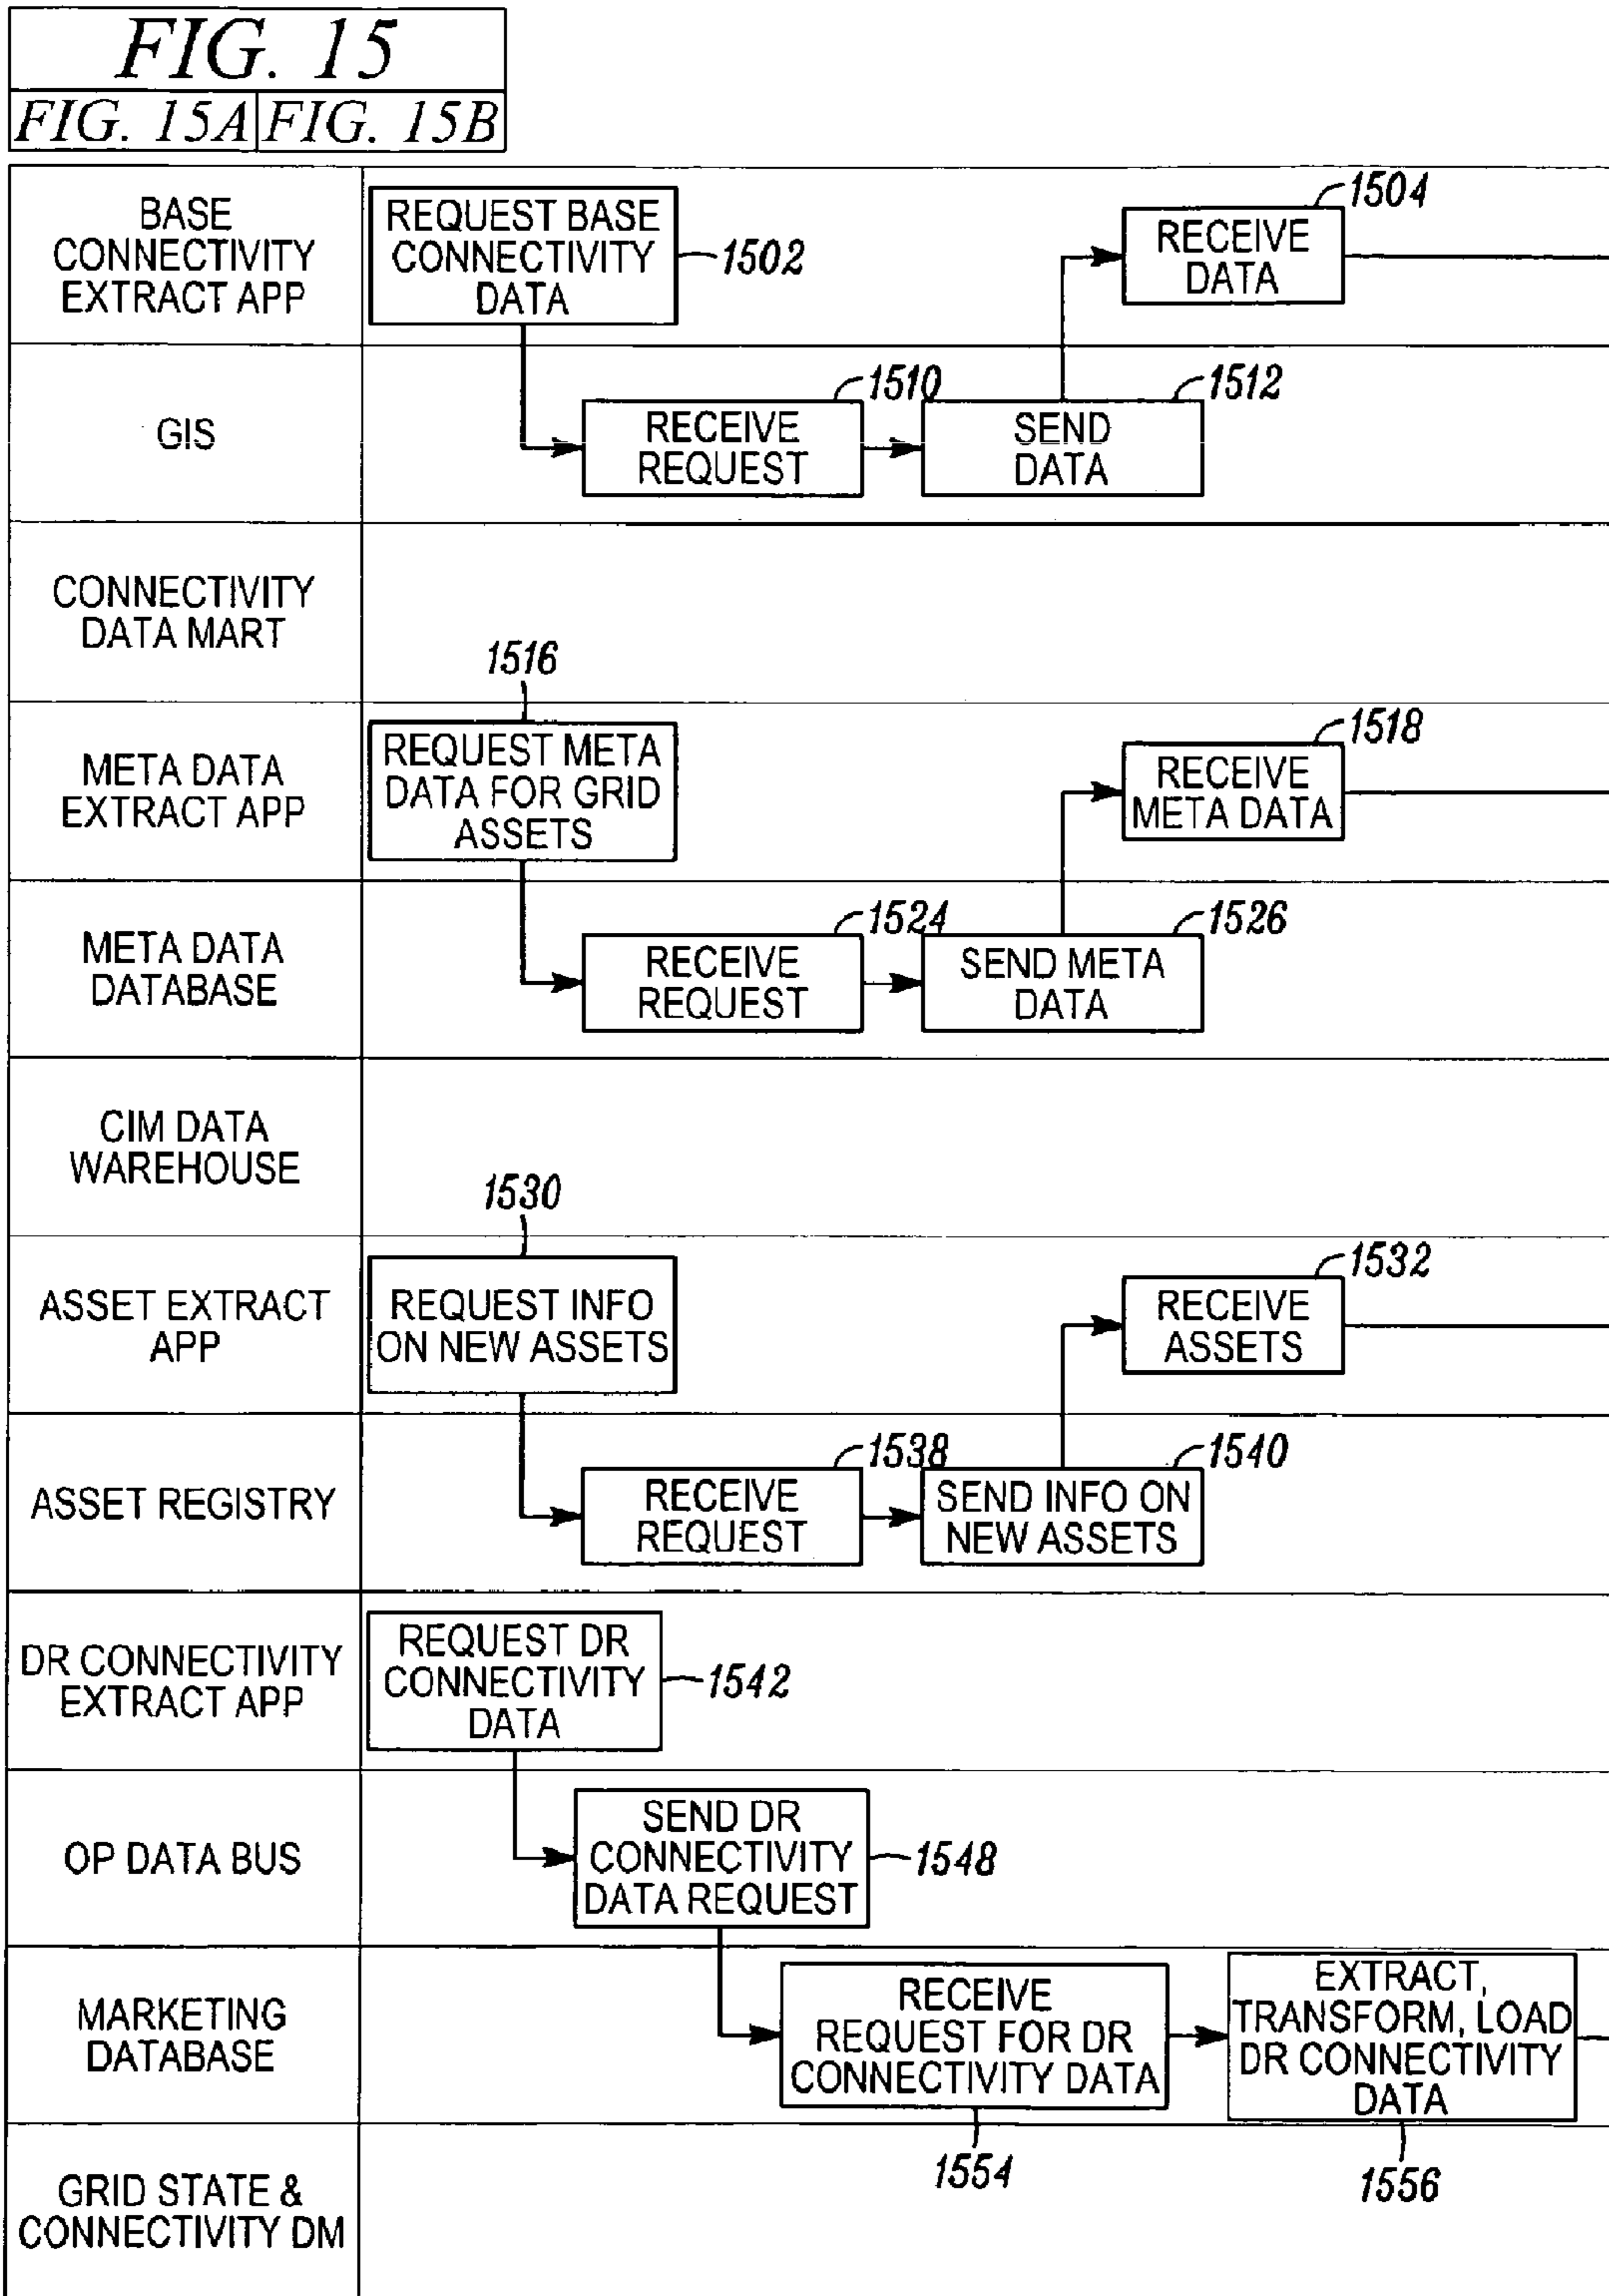 FIG. 15
FIG. 15A FIG. 15B
BASE
CONNECTIVITY
EXTRACT APP
REQUEST BASE
CONNECTIVITY
DATA
1502
RECEIVE
DATA
1504
GIS
RECEIVE
REQUEST
1510
SEND
DATA
1512
CONNECTIVITY
DATA MART
1516
META DATA
EXTRACT APP
REQUEST META
DATA FOR GRID
ASSETS
RECEIVE
META DATA
1518
META DATA
DATABASE
RECEIVE
REQUEST
1524
SEND META
DATA
1526
CIM DATA
WAREHOUSE
1530
ASSET EXTRACT
APP
REQUEST INFO
ON NEW ASSETS
RECEIVE
ASSETS
1532
ASSET REGISTRY
RECEIVE
REQUEST
1538
SEND INFO ON
NEW ASSETS
1540
DR CONNECTIVITY
EXTRACT APP
REQUEST DR
CONNECTIVITY
DATA
1542
OP DATA BUS
SEND DR
CONNECTIVITY
DATA REQUEST
1548
MARKETING
DATABASE
RECEIVE
REQUEST FOR DR
CONNECTIVITY DATA
1554
EXTRACT,
TRANSFORM, LOAD
DR CONNECTIVITY
DATA
1556
GRID STATE &
CONNECTIVITY DM